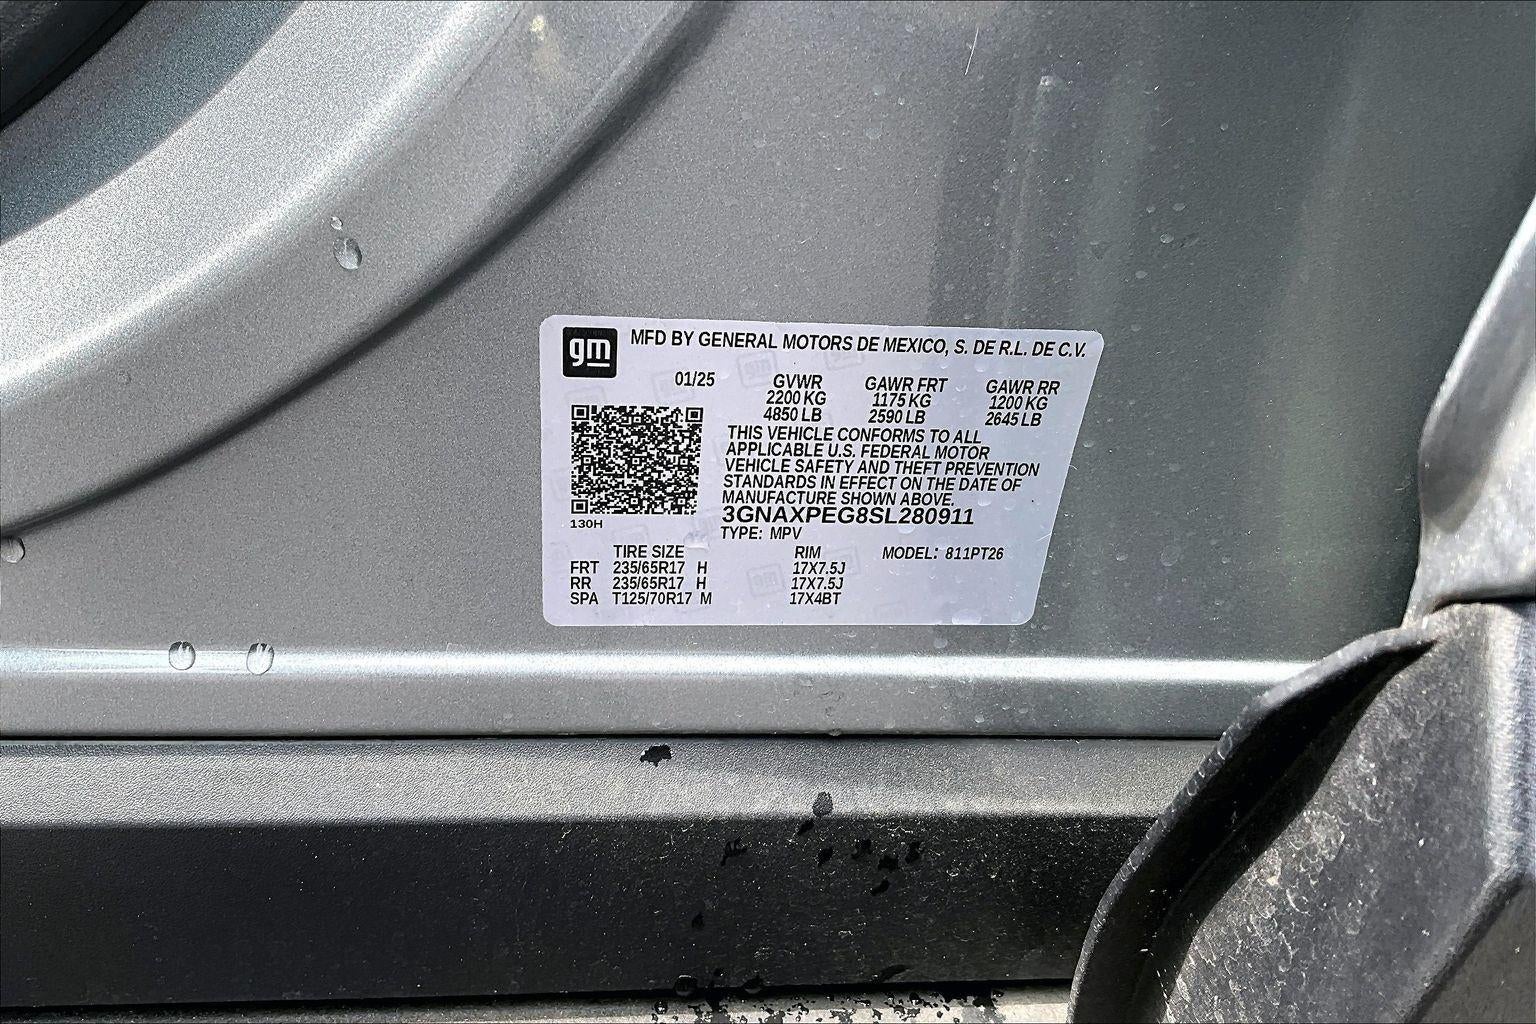 gm
MFD BY GENERAL MOTORS DE MEXICO, S. DE R.L. DE C.V.
01/25 GVWR GAWR FRT GAWR RR
2200 KG 1175 KG 1200 KG
4850 LB 2590 LB 2645 LB
THIS VEHICLE CONFORMS TO ALL
APPLICABLE U.S. FEDERAL MOTOR
VEHICLE SAFETY AND THEFT PREVENTION
STANDARDS IN EFFECT ON THE DATE OF
MANUFACTURE SHOWN ABOVE.
3GNAXPEG8SL280911
130H
TYPE: MPV
TIRE SIZE RIM MODEL: 811PT26
FRT 235/65R17 H 17X7.5J
RR 235/65R17 H 17X7.5J
SPA T125/70R17 M 17X4BT